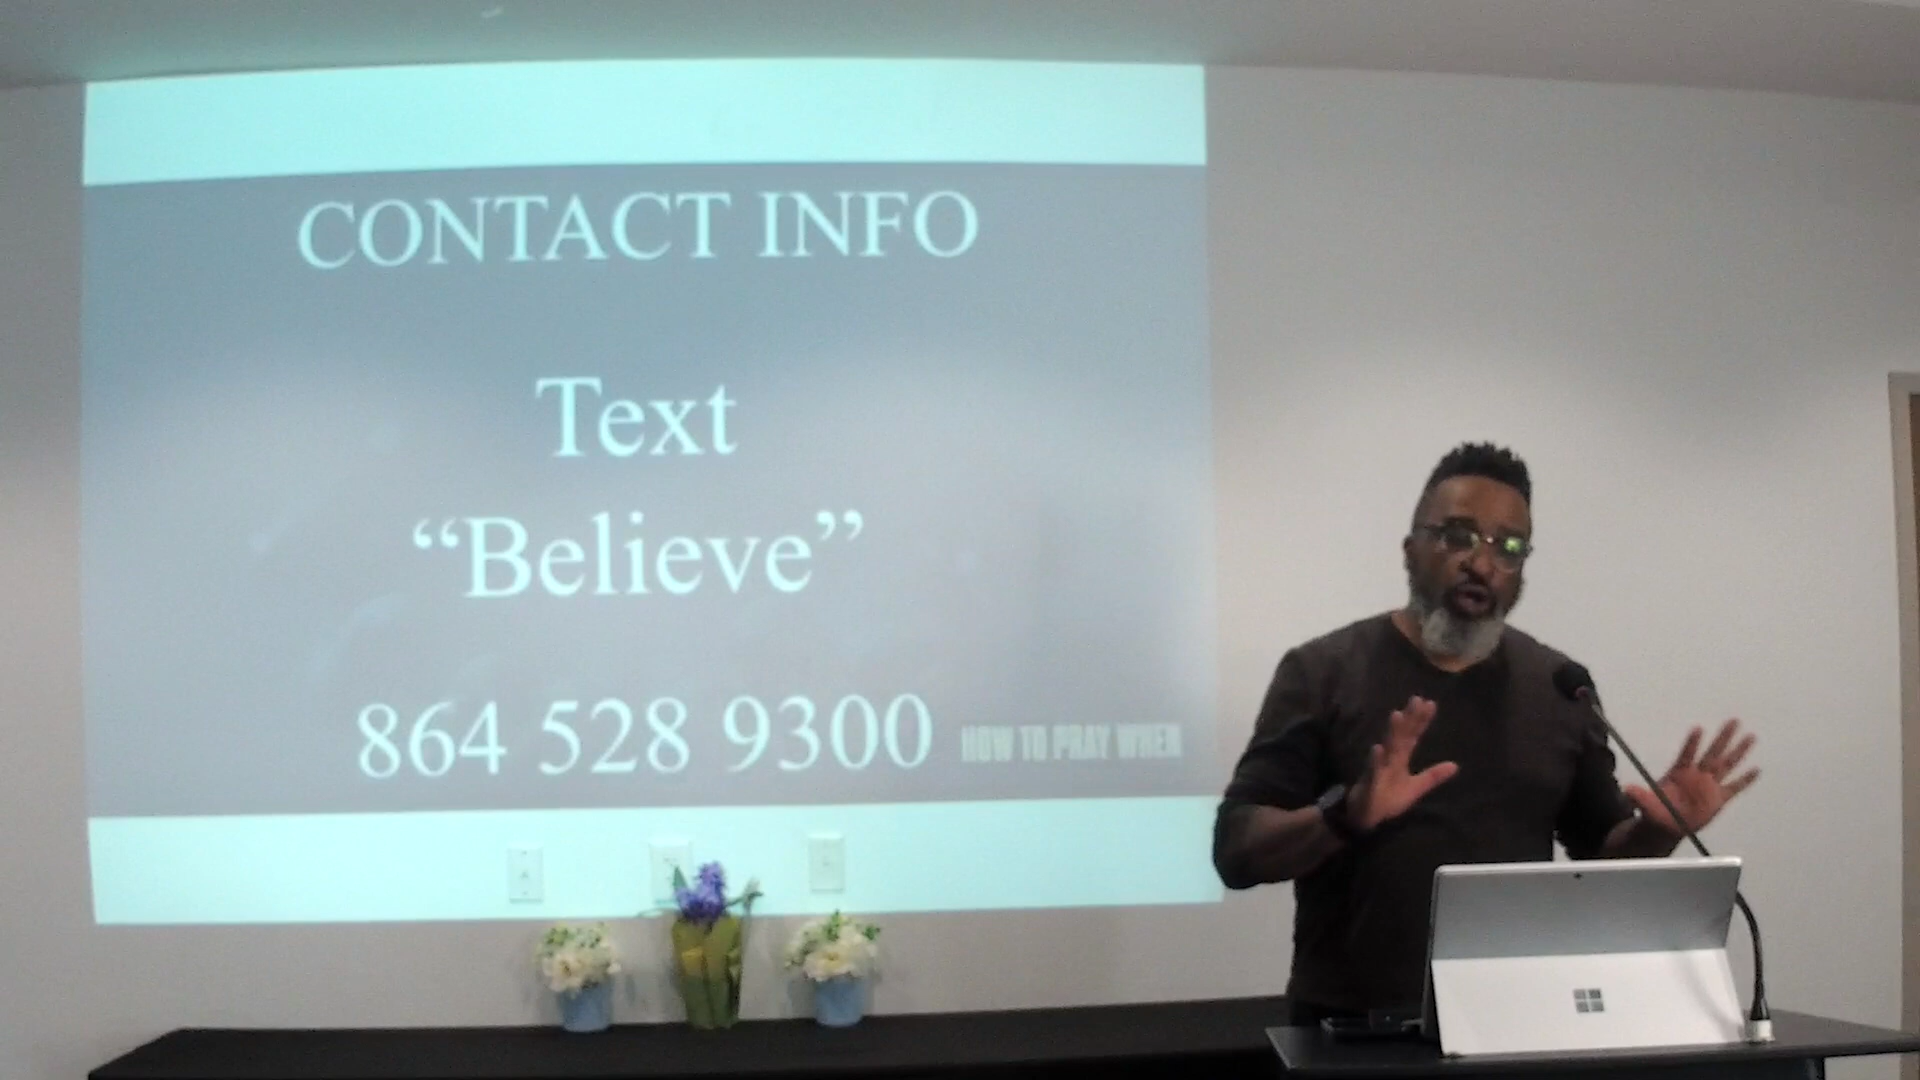 CONTACT INFO
Text
“Believe”
864 528 9300
HOW TO PRAY WHEN